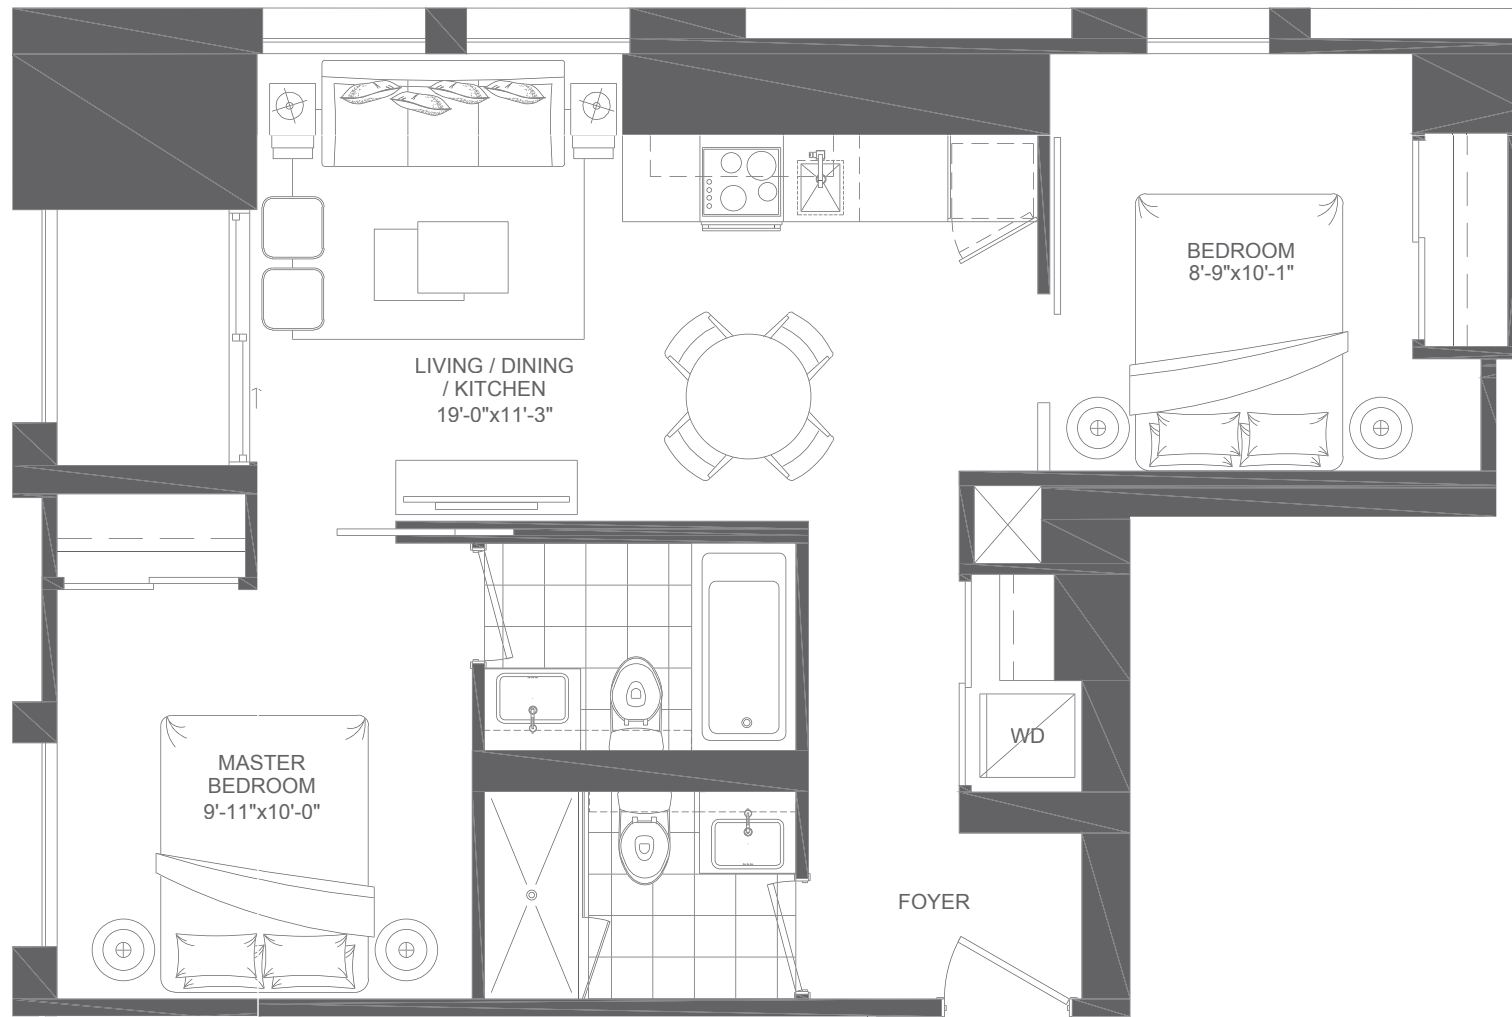 BEDROOM
8'-9"x10'-1"
LIVING / DINING
/ KITCHEN
19'-0"x11'-3"
WD
MASTER
BEDROOM
9'-11"x10'-0"
FOYER